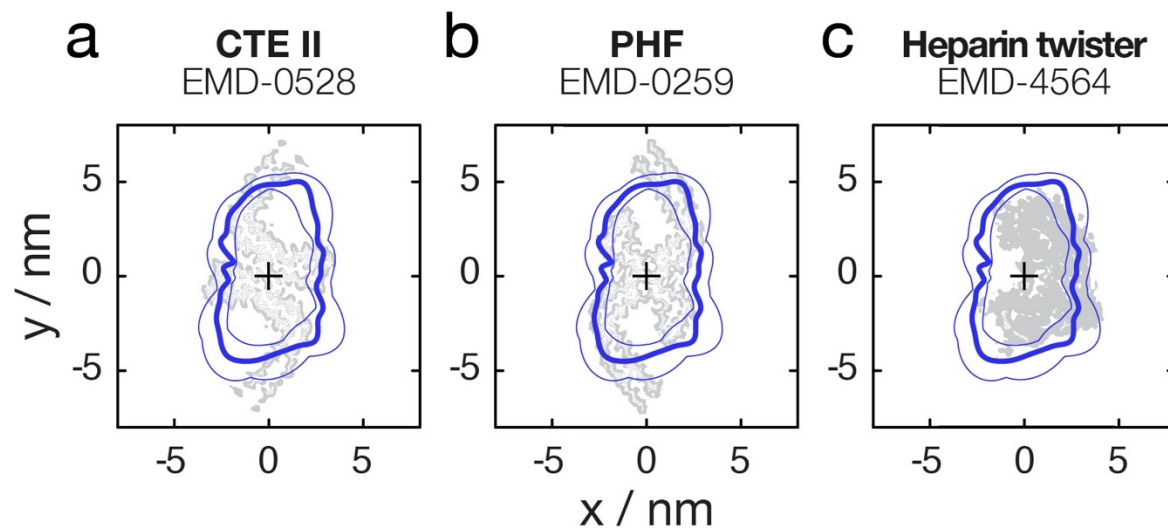 a CTE II
EMD-0528
b PHF
EMD-0259
c Heparin twister
EMD-4564
y / nm
5
0
-5
-5 0 5
5
0
-5
-5 0 5
5
0
-5
-5 0 5
x / nm